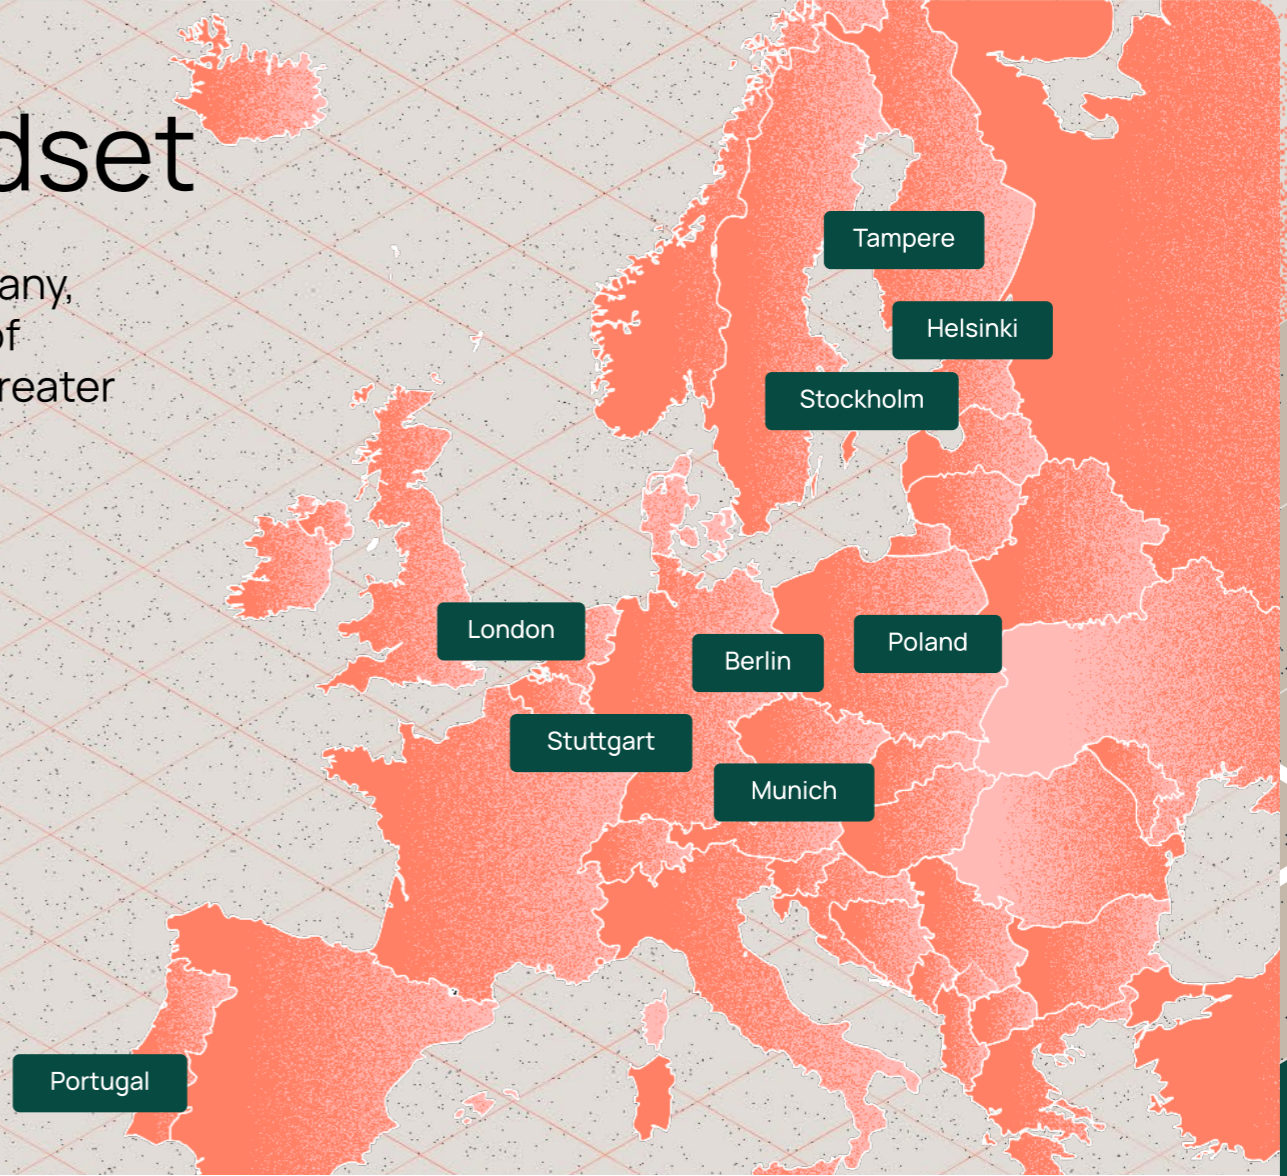 dset
any,
of
reater
Tampere
Helsinki
Stockholm
London
Berlin
Poland
Stuttgart
Munich
Portugal